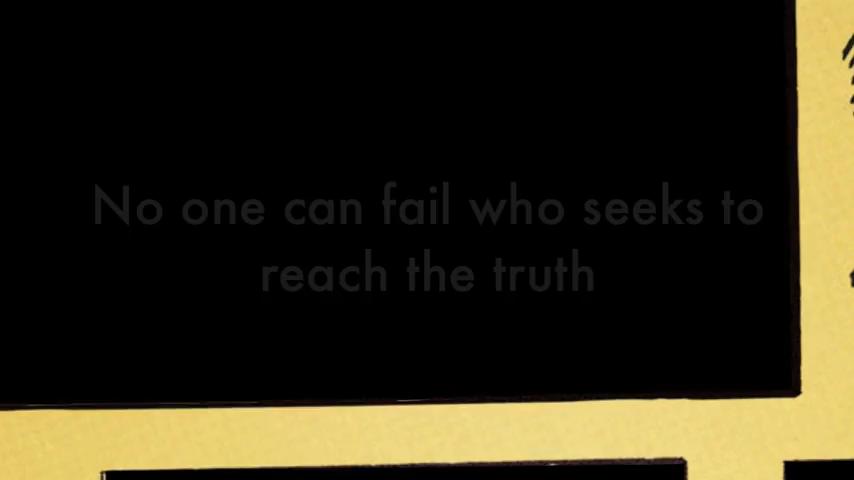 No one can fail who seeks to
reach the truth